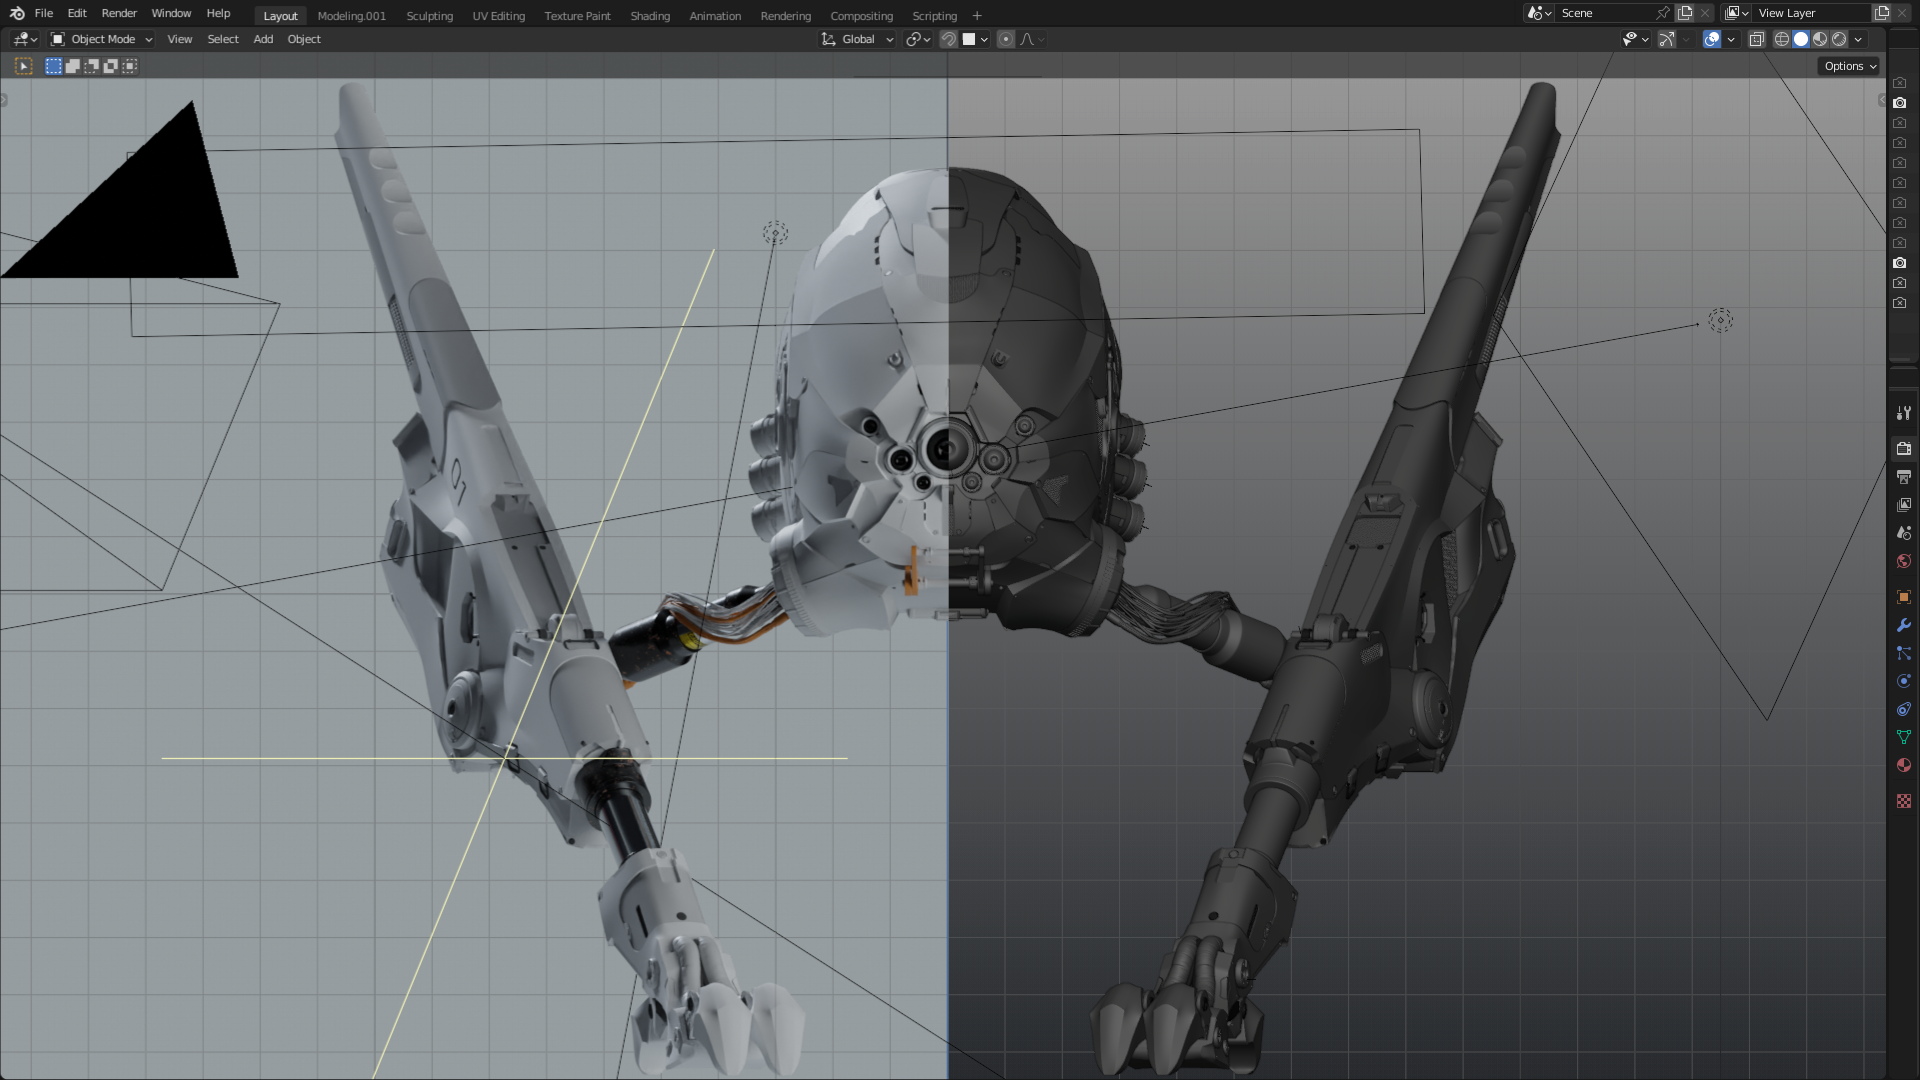 File Edit Render Window Help Layout Modeling.001 Sculpting UV Editing Texture Paint Shading Animation Rendering Compositing Scripting + Scene View Layer
Object Mode View Select Add Object Global
Options